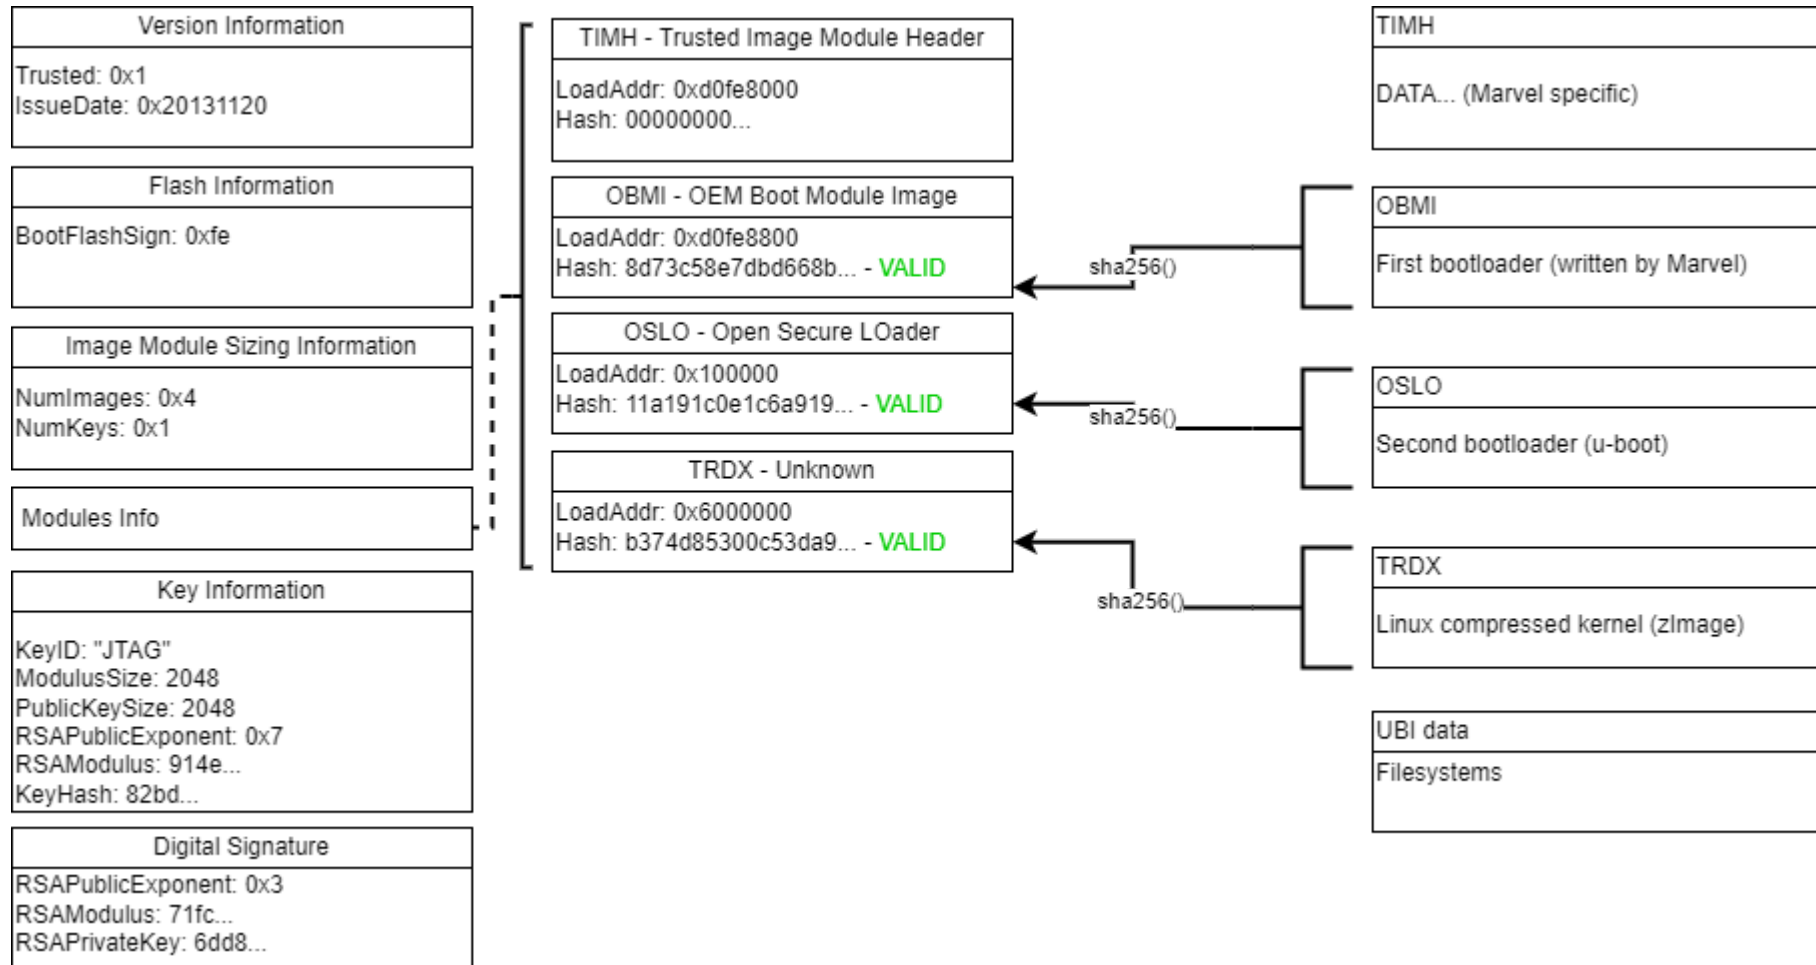 Version Information
Trusted: 0x1
IssueDate: 0x20131120
Flash Information
BootFlashSign: 0xfe
Image Module Sizing Information
NumImages: 0x4
NumKeys: 0x1
Modules Info
Key Information
KeyID: "JTAG"
ModulusSize: 2048
PublicKeySize: 2048
RSAPublicExponent: 0x7
RSAModulus: 914e...
KeyHash: 82bd...
Digital Signature
RSAPublicExponent: 0x3
RSAModulus: 71fc...
RSAPrivateKey: 6dd8...
TIMH - Trusted Image Module Header
LoadAddr: 0xd0fe8000
Hash: 00000000...
OBMI - OEM Boot Module Image
LoadAddr: 0xd0fe8800
Hash: 8d73c58e7dbd668b... - VALID
OSLO - Open Secure LOader
LoadAddr: 0x100000
Hash: 11a191c0e1c6a919... - VALID
TRDX - Unknown
LoadAddr: 0x6000000
Hash: b374d85300c53da9... - VALID
sha256()
sha256()
sha256()
TIMH
DATA... (Marvel specific)
OBMI
First bootloader (written by Marvel)
OSLO
Second bootloader (u-boot)
TRDX
Linux compressed kernel (zImage)
UBI data
Filesystems